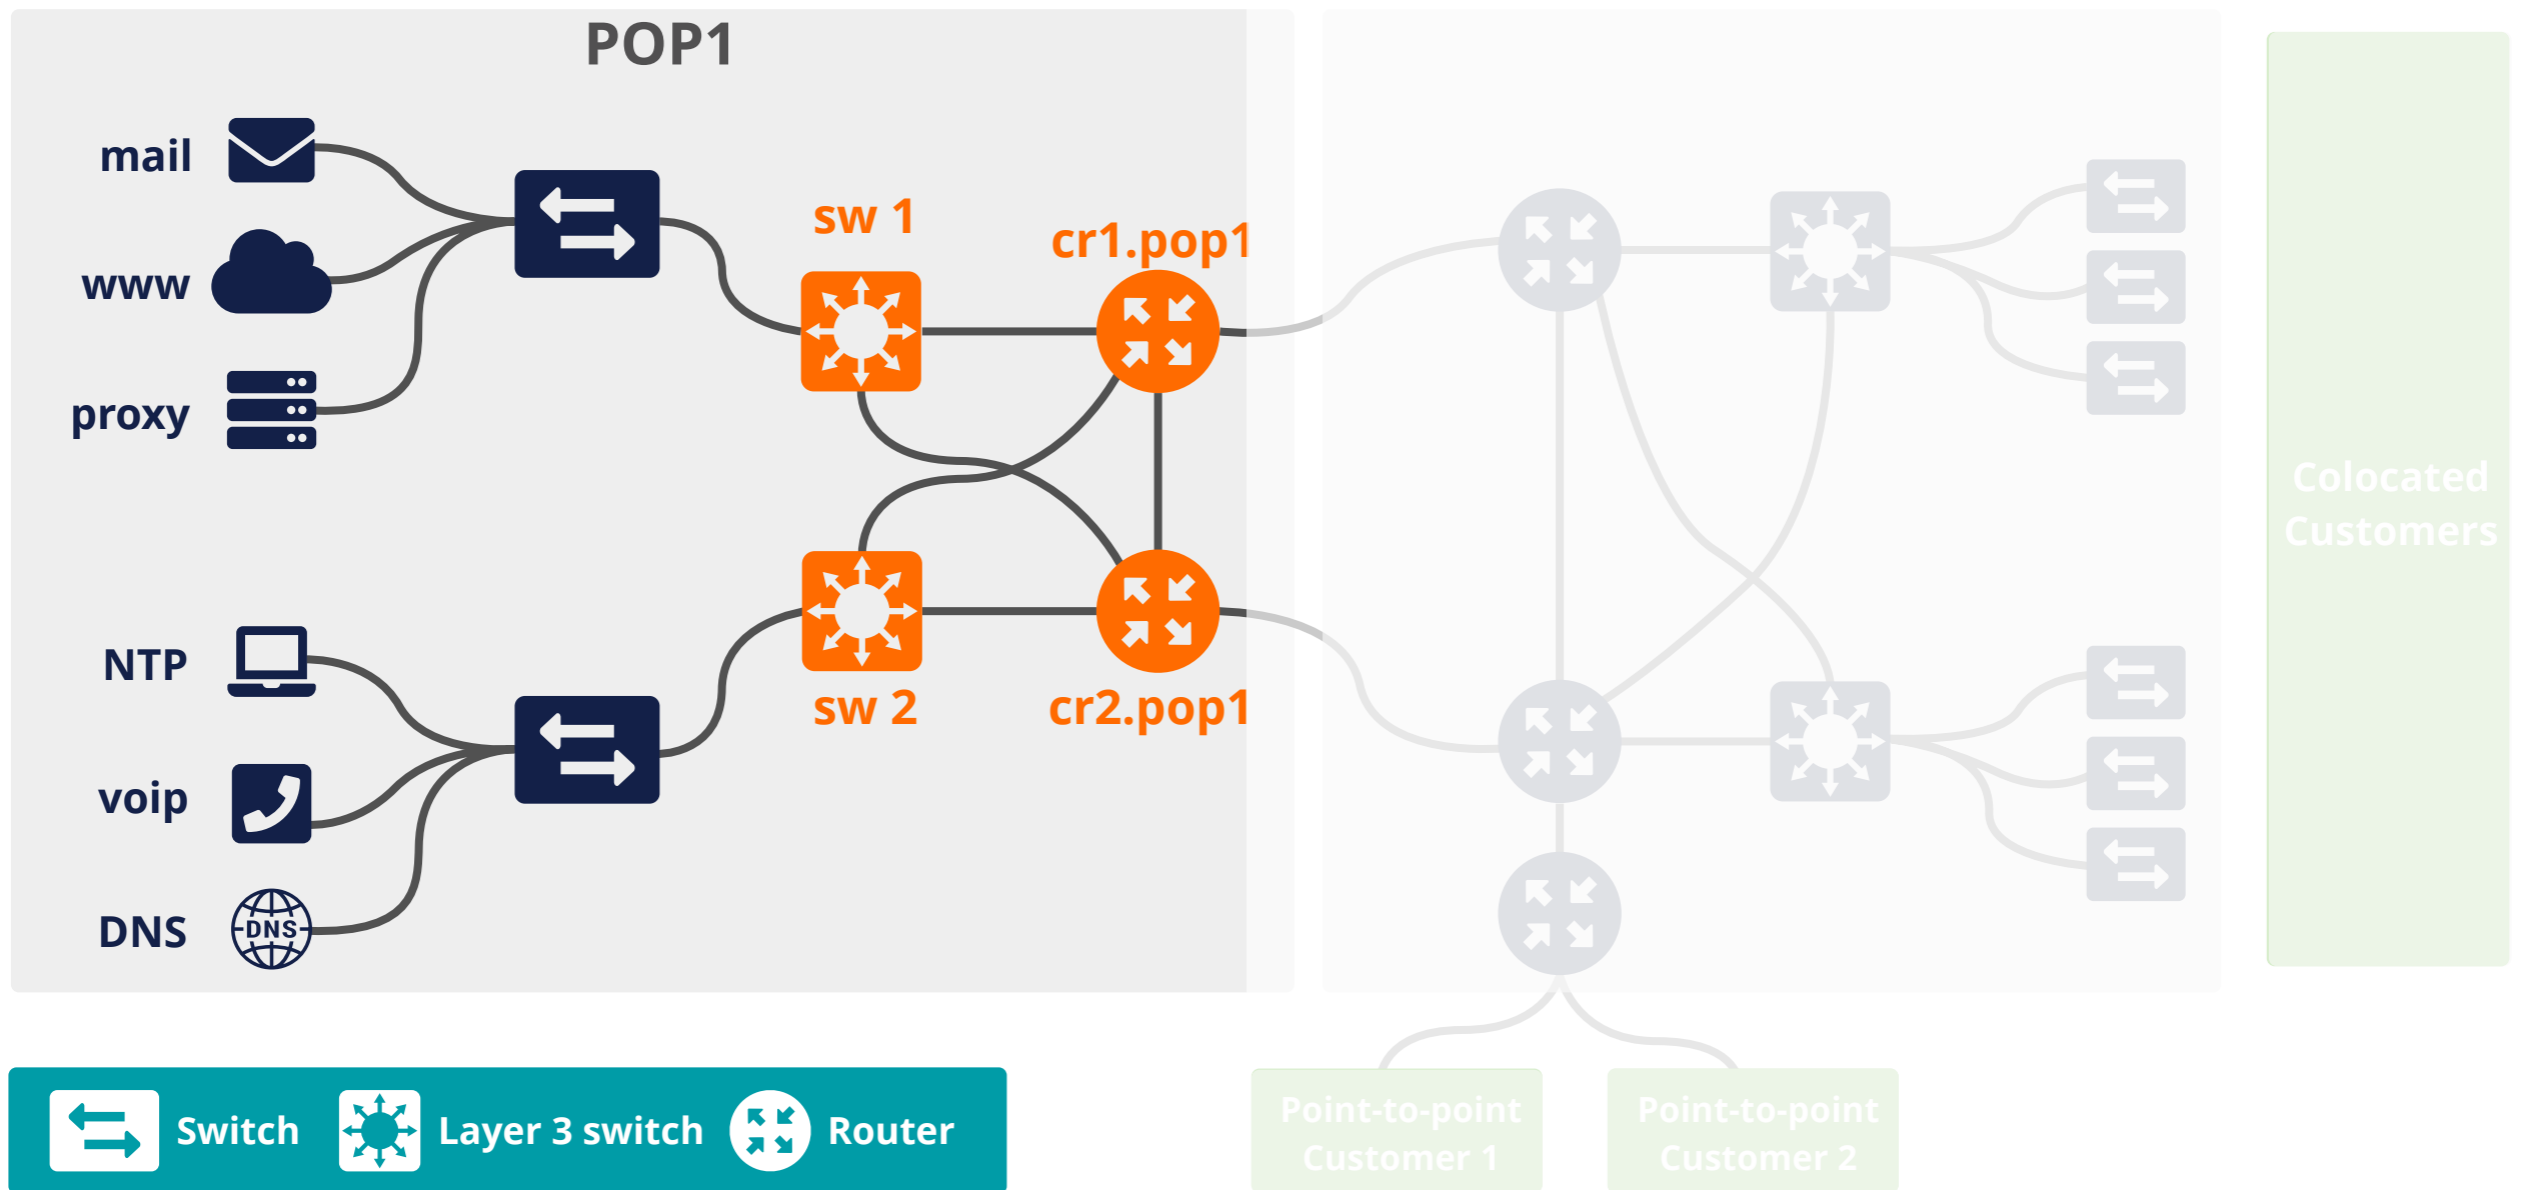 POP1
mail
www
proxy
sw 1
cr1.pop1
sw 2
cr2.pop1
NTP
voip
DNS
DNS
Colocated
Customers
Switch
Layer 3 switch
Router
Point-to-point
Customer 1
Point-to-point
Customer 2